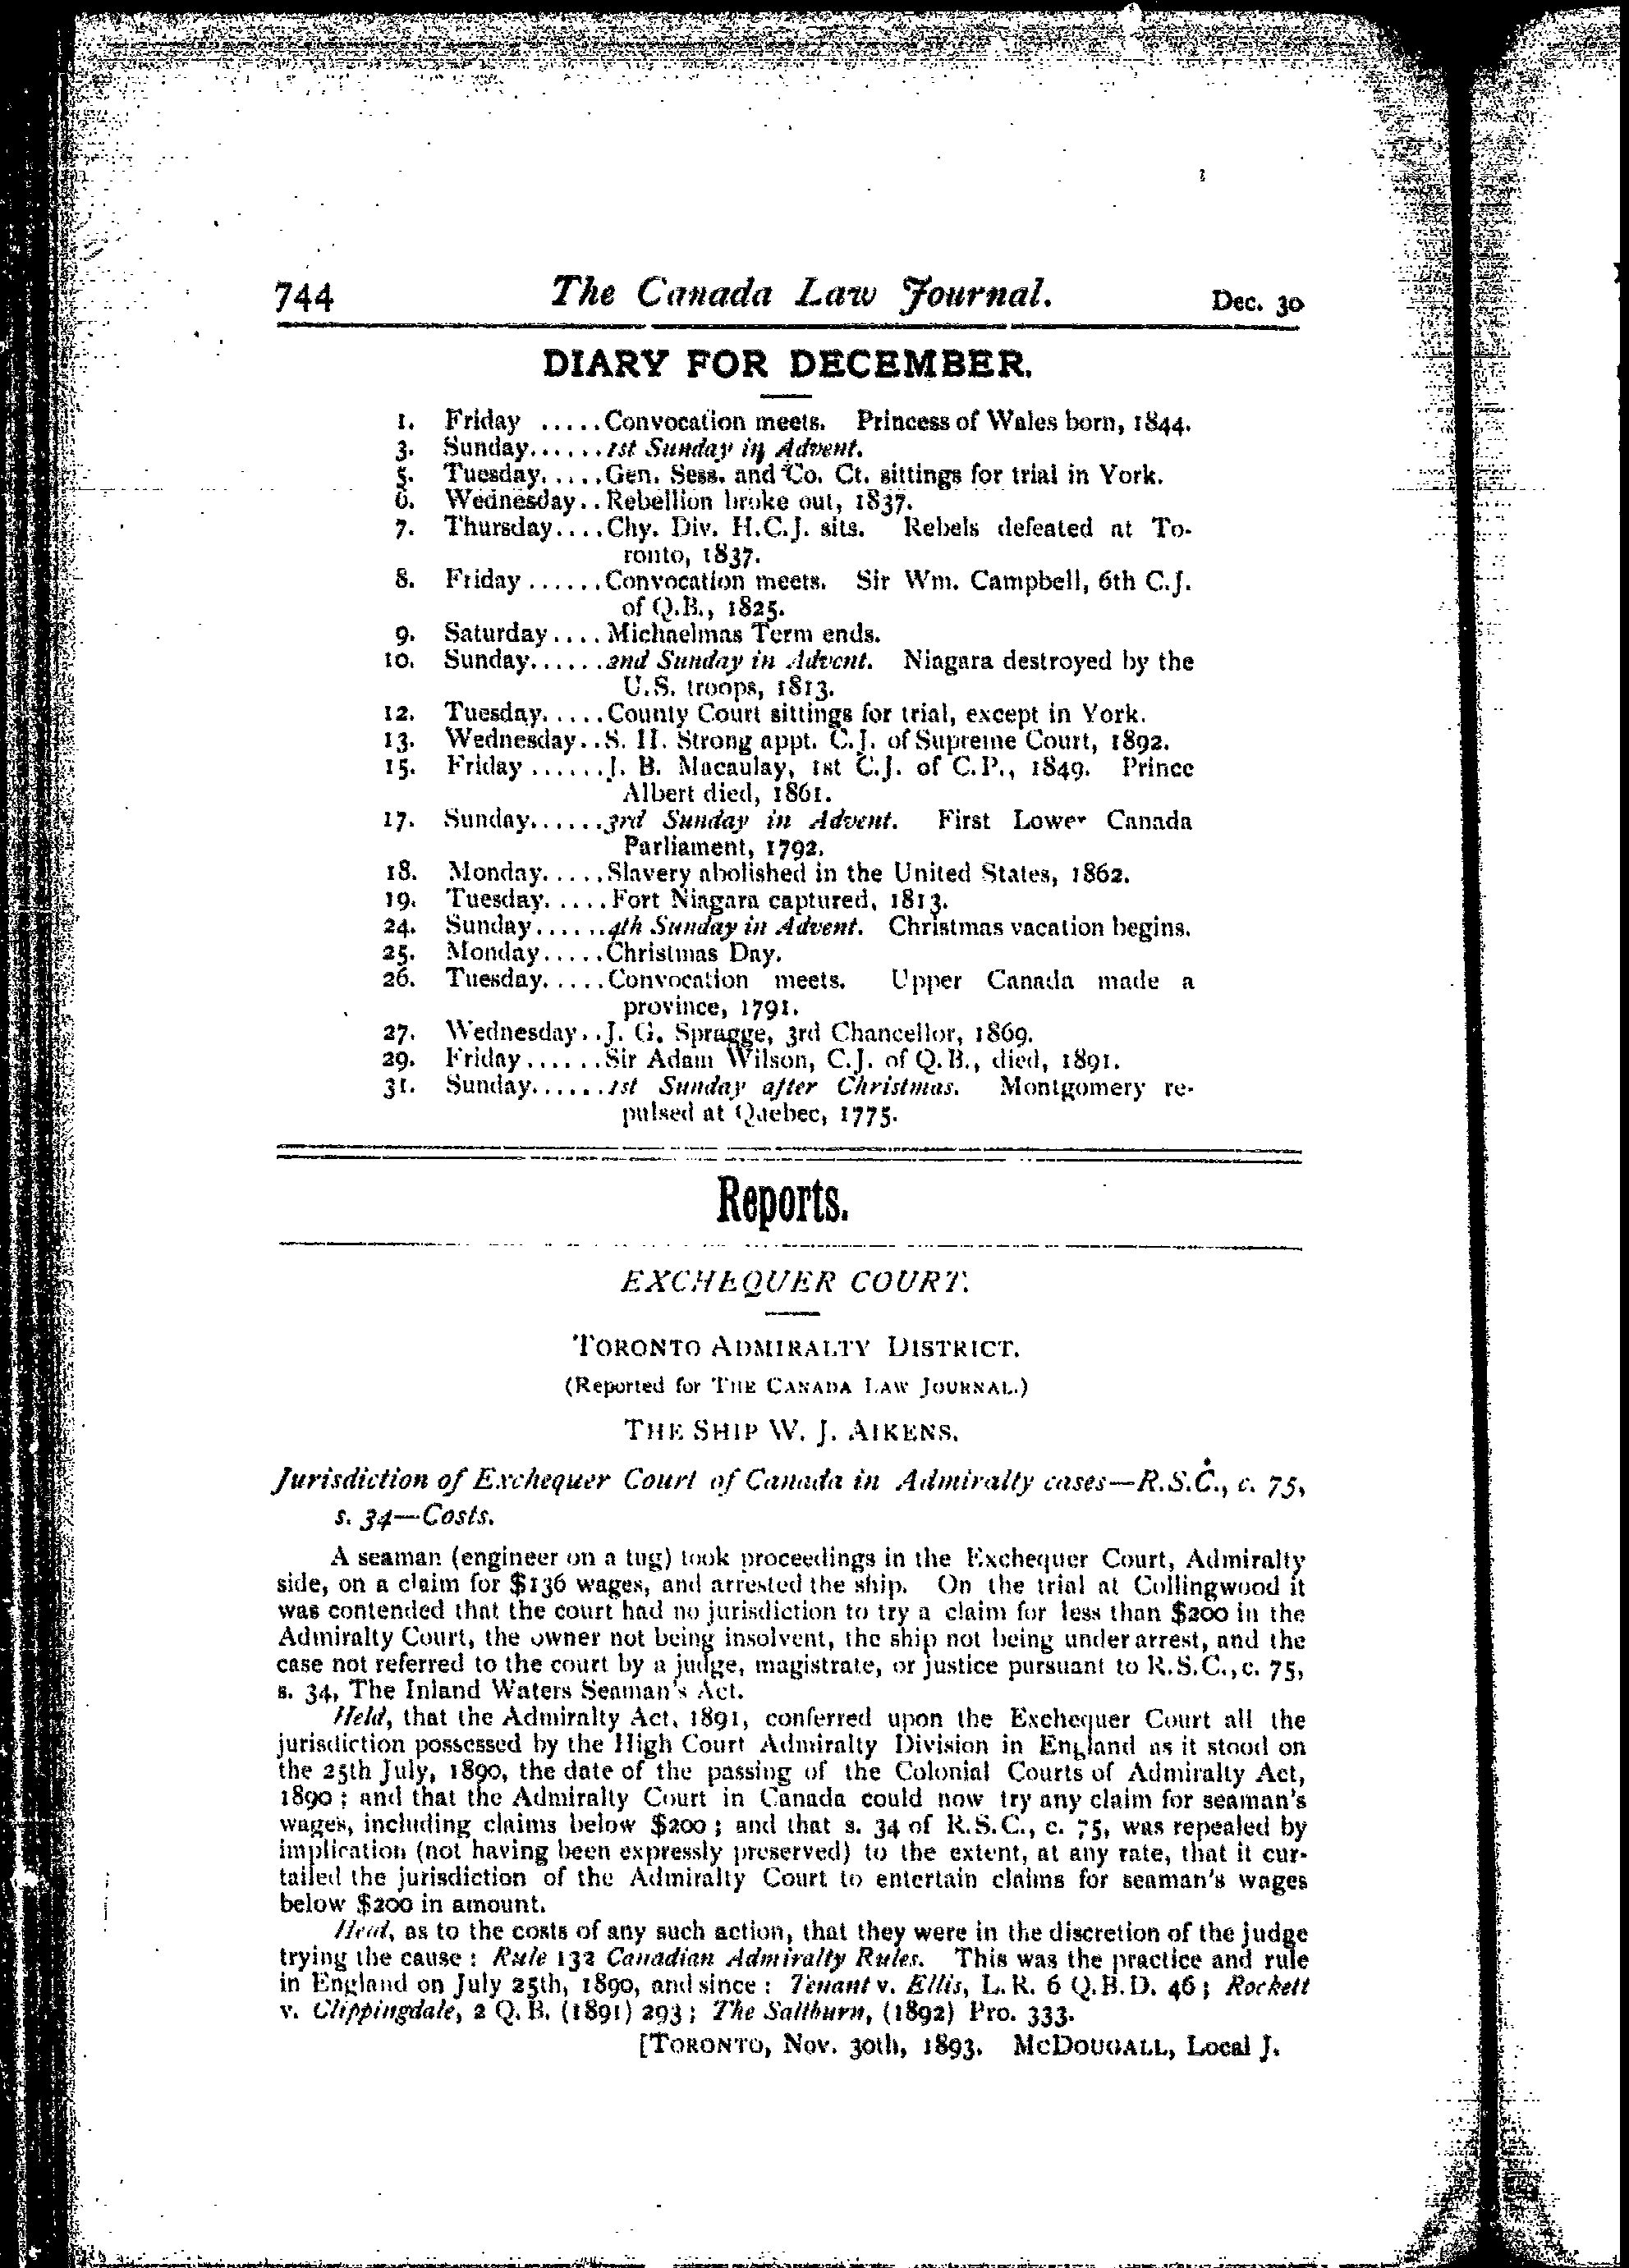 744 The Canada Law Journal. Dec. 30
DIARY FOR DECEMBER.
1. Friday ..... Convocation meets. Princess of Wales born, 1844.
3. Sunday...... 1st Sunday in Advent.
5. Tuesday..... Gen. Sess. and Co. Ct. sittings for trial in York.
6. Wednesday.. Rebellion broke out, 1837.
7. Thursday.... Chy. Div. H.C.J. sits. Rebels defeated at To-
ronto, 1837.
8. Friday ...... Convocation meets. Sir Wm. Campbell, 6th C.J.
of Q.B., 1825.
9. Saturday.... Michaelmas Term ends.
10. Sunday...... 2nd Sunday in Advent. Niagara destroyed by the
U.S. troops, 1813.
12. Tuesday..... County Court sittings for trial, except in York.
13. Wednesday.. S. H. Strong appt. C.J. of Supreme Court, 1892.
15. Friday ...... J. B. Macaulay, 1st C.J. of C.P., 1849. Prince
Albert died, 1861.
17. Sunday...... 3rd Sunday in Advent. First Lower Canada
Parliament, 1792.
18. Monday..... Slavery abolished in the United States, 1862.
19. Tuesday..... Fort Niagara captured, 1813.
24. Sunday...... 4th Sunday in Advent. Christmas vacation begins.
25. Monday..... Christmas Day.
26. Tuesday..... Convocation meets. Upper Canada made a
province, 1791.
27. Wednesday.. J. G. Spragge, 3rd Chancellor, 1869.
29. Friday...... Sir Adam Wilson, C.J. of Q.B., died, 1891.
31. Sunday...... 1st Sunday after Christmas. Montgomery re-
pulsed at Quebec, 1775.
Reports.
EXCHEQUER COURT.
TORONTO ADMIRALTY DISTRICT.
(Reported for THE CANADA LAW JOURNAL.)
THE SHIP W. J. AIKENS.
Jurisdiction of Exchequer Court of Canada in Admiralty cases—R.S.C., c. 75,
s. 34—Costs.
A seaman (engineer on a tug) took proceedings in the Exchequer Court, Admiralty
side, on a claim for $136 wages, and arrested the ship. On the trial at Collingwood it
was contended that the court had no jurisdiction to try a claim for less than $200 in the
Admiralty Court, the owner not being insolvent, the ship not being under arrest, and the
case not referred to the court by a judge, magistrate, or justice pursuant to R.S.C., c. 75,
s. 34, The Inland Waters Seaman's Act.
Held, that the Admiralty Act, 1891, conferred upon the Exchequer Court all the
jurisdiction possessed by the High Court Admiralty Division in England as it stood on
the 25th July, 1890, the date of the passing of the Colonial Courts of Admiralty Act,
1890; and that the Admiralty Court in Canada could now try any claim for seaman's
wages, including claims below $200; and that s. 34 of R.S.C., c. 75, was repealed by
implication (not having been expressly preserved) to the extent, at any rate, that it cur-
tailed the jurisdiction of the Admiralty Court to entertain claims for seaman's wages
below $200 in amount.
Held, as to the costs of any such action, that they were in the discretion of the judge
trying the cause: Rule 132 Canadian Admiralty Rules. This was the practice and rule
in England on July 25th, 1890, and since: Tenant v. Ellis, L.R. 6 Q.B.D. 46; Rockett
v. Clippingdale, 2 Q.B. (1891) 293; The Saltburn, (1892) Pro. 333.
[TORONTO, Nov. 30th, 1893. MCDOUGALL, Local J.